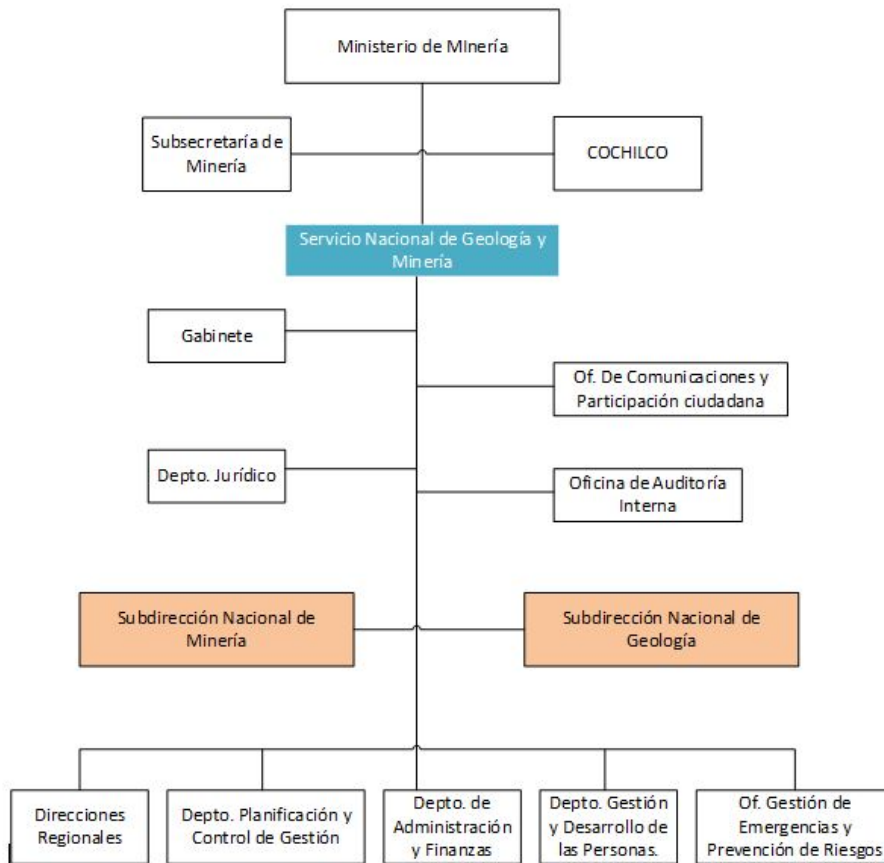 Ministerio de MInería
Subsecretaría de
Minería
COCHILCO
Servicio Nacional de Geología y
Minería
Gabinete
Of. De Comunicaciones y
Participación ciudadana
Depto. Jurídico
Oficina de Auditoría
Interna
Subdirección Nacional de
Minería
Subdirección Nacional de
Geología
Direcciones
Regionales
Depto. Planificación y
Control de Gestión
Depto. de
Administración
y Finanzas
Depto. Gestión
y Desarrollo de
las Personas.
Of. Gestión de
Emergencias y
Prevención de Riesgos